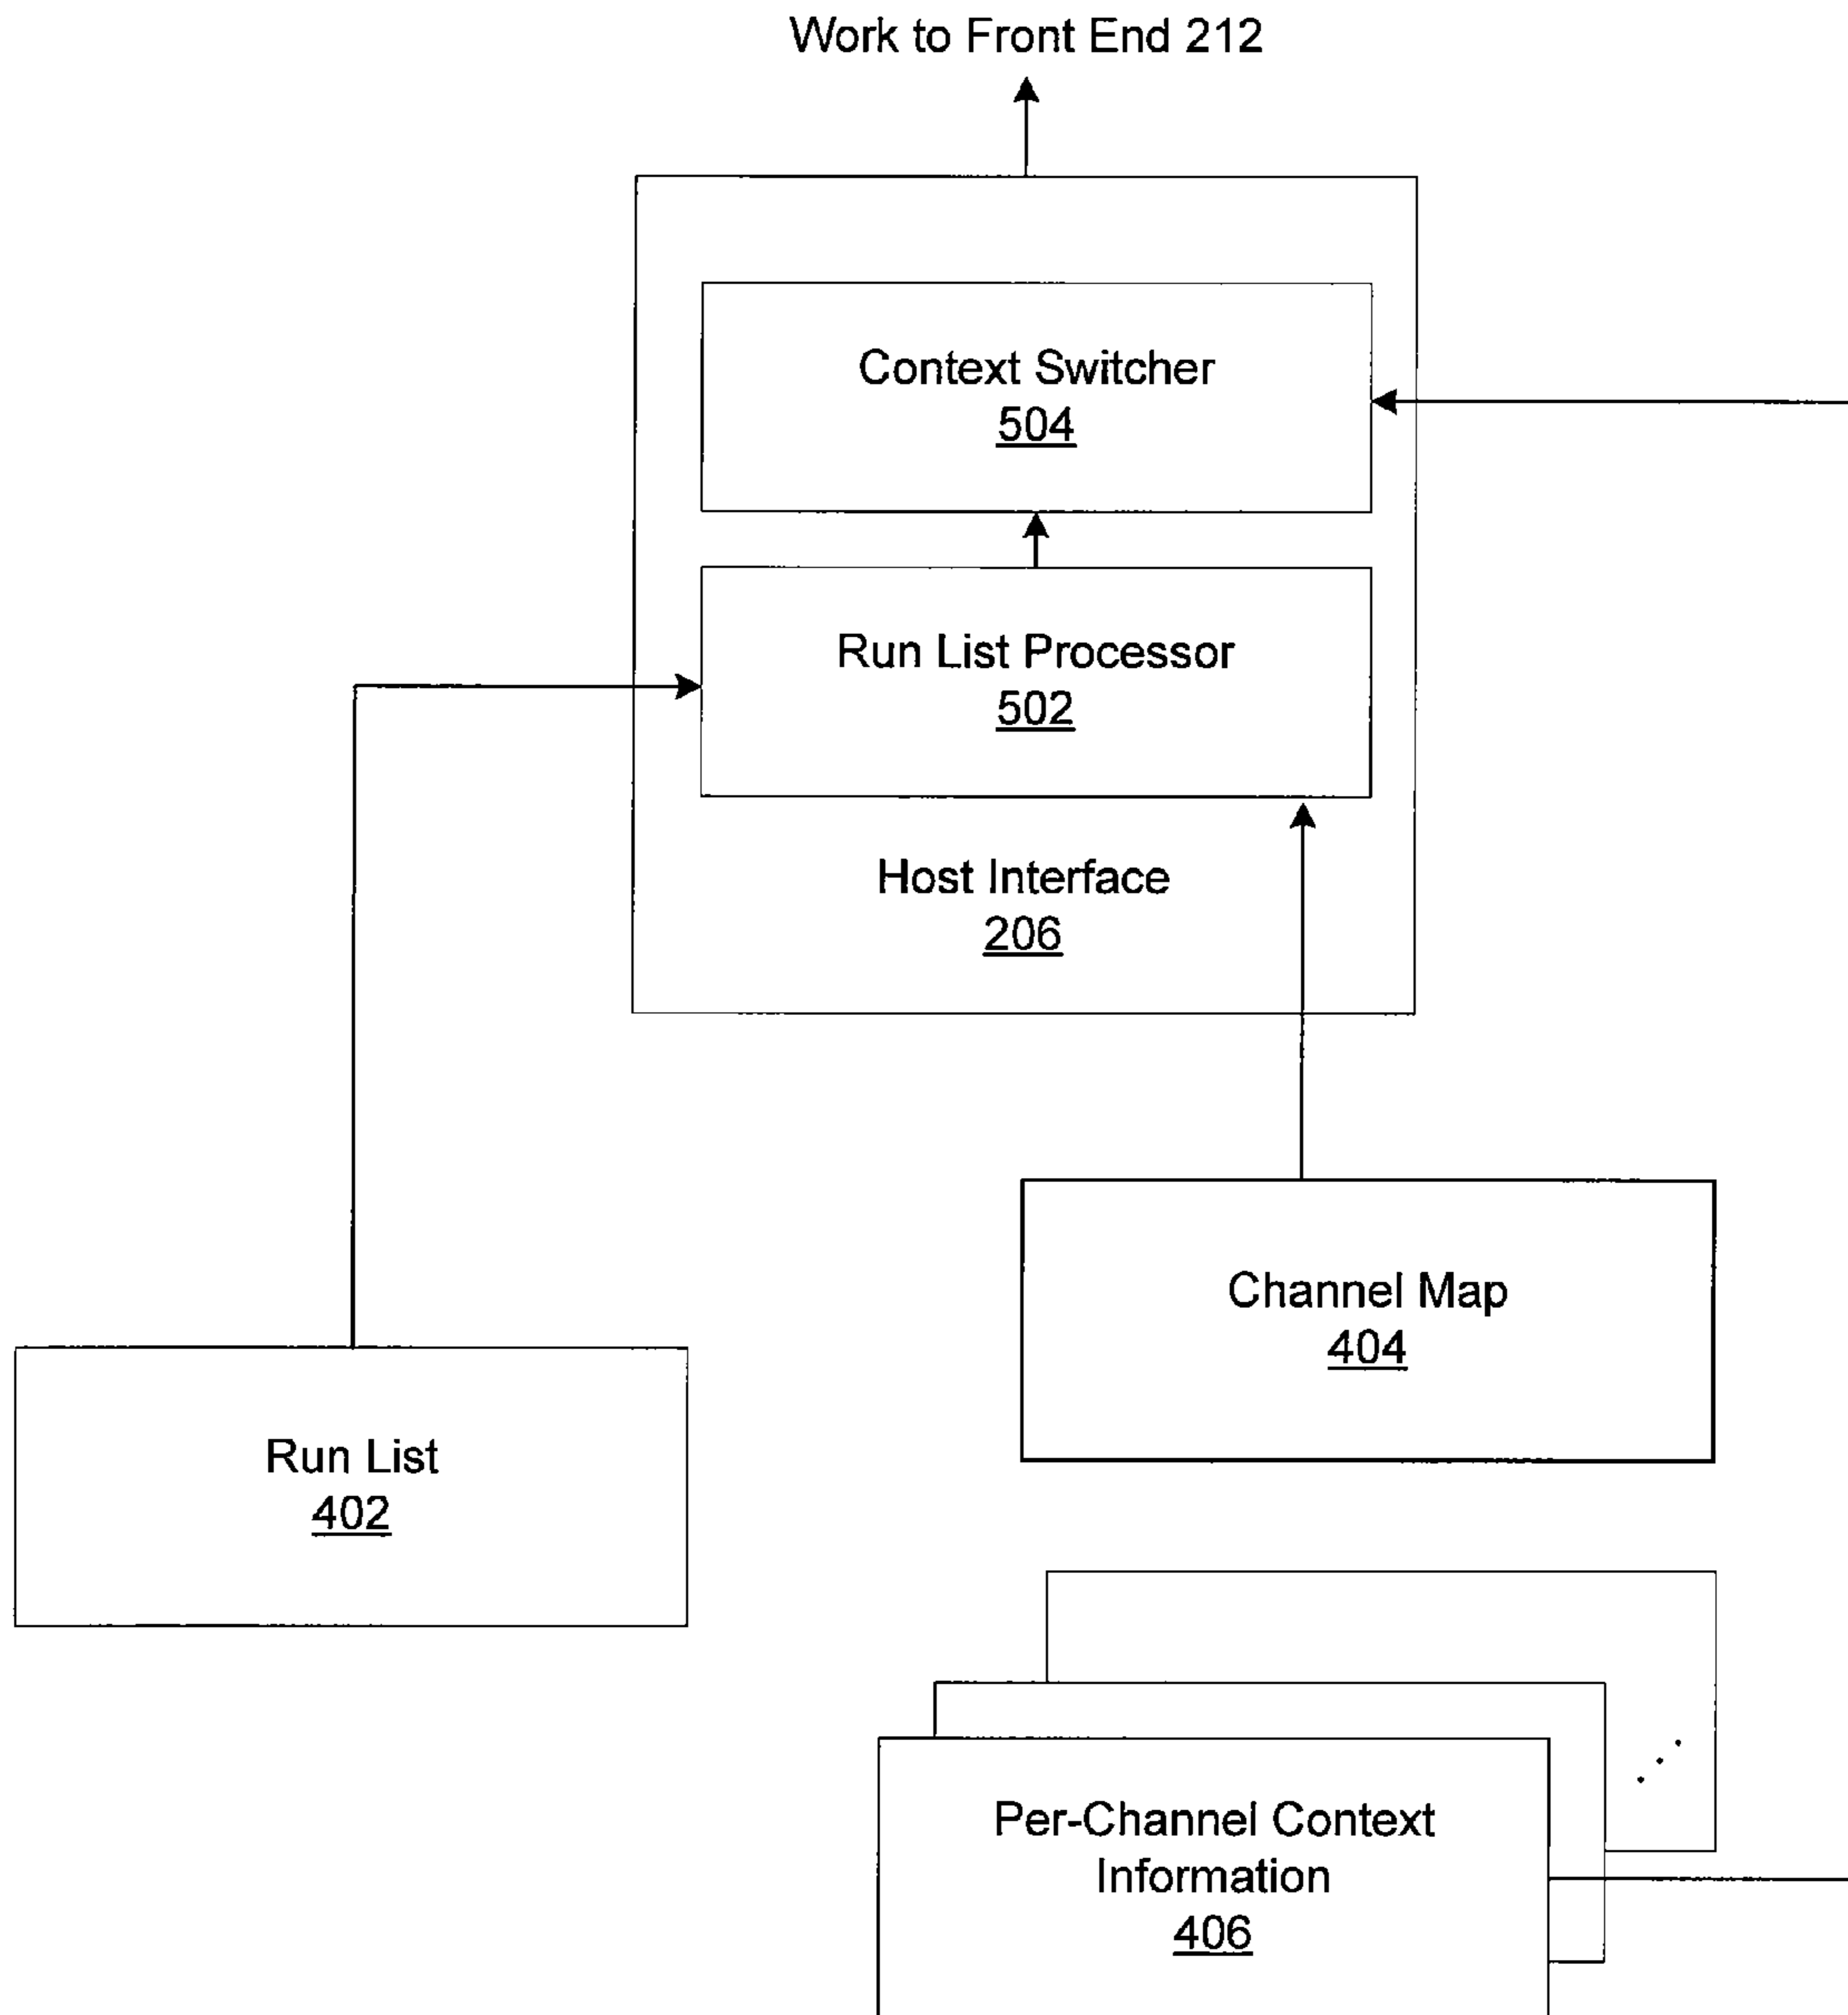 Work to Front End 212
Context Switcher
504
Run List Processor
502
Host Interface
206
Channel Map
404
Run List
402
Per-Channel Context
Information
406